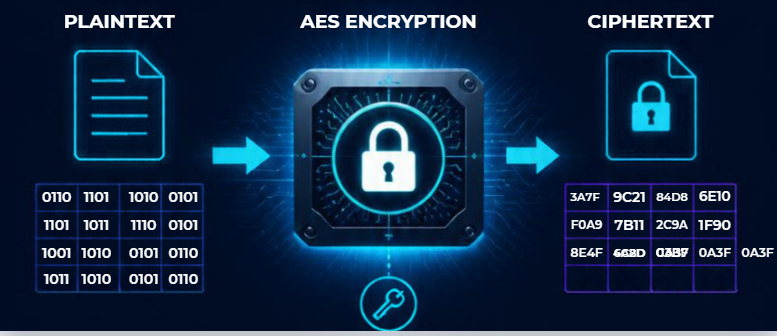 PLAINTEXT AES ENCRYPTION CIPHERTEXT
0110 1101 1010 0101
1101 1011 1110 0101
1001 1010 0101 0110
1011 1010 0101 0110
3A7F 9C21 84D8 6E10
F0A9 7B11 2C9A 1F90
8E4F 0A3F 0A3F